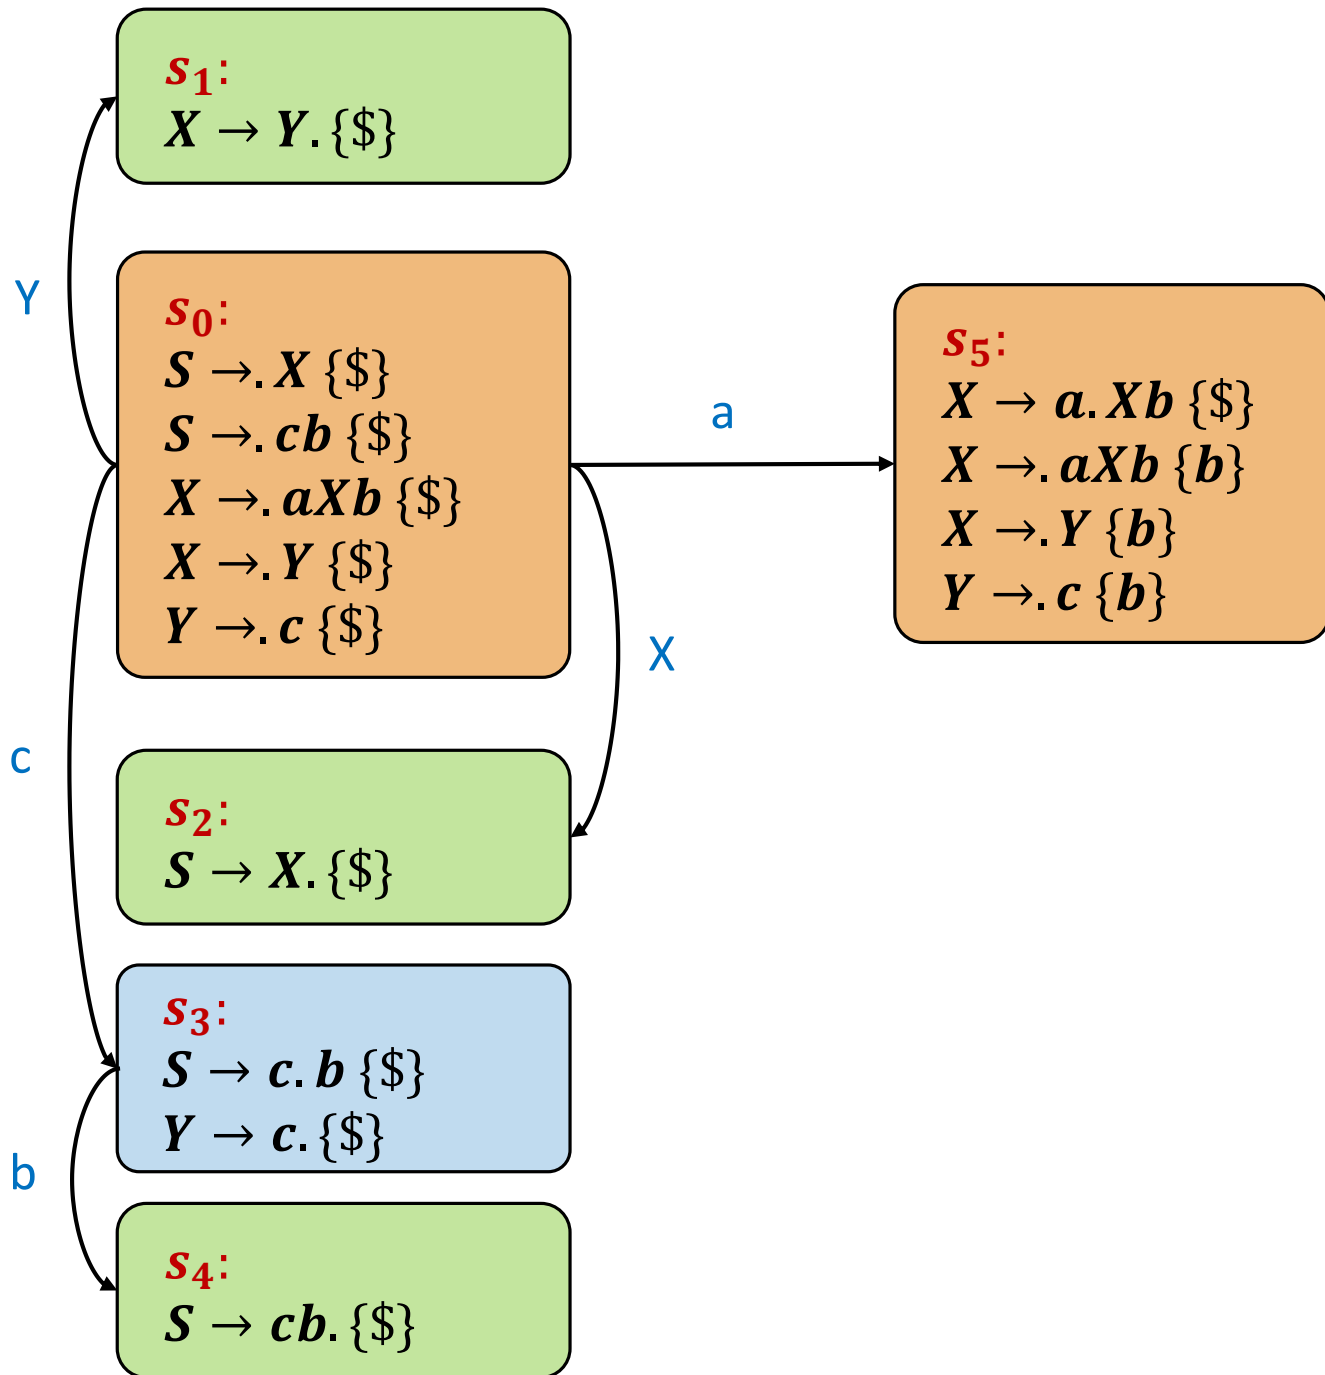 s1:
X → Y. {$}
Y
s0:
S →. X {$}
S →. cb {$}
X →. aXb {$}
X →. Y {$}
Y →. c {$}
a
s5:
X → a. Xb {$}
X →. aXb {b}
X →. Y {b}
Y →. c {b}
X
c
s2:
S → X. {$}
s3:
S → c. b {$}
Y → c. {$}
b
s4:
S → cb. {$}